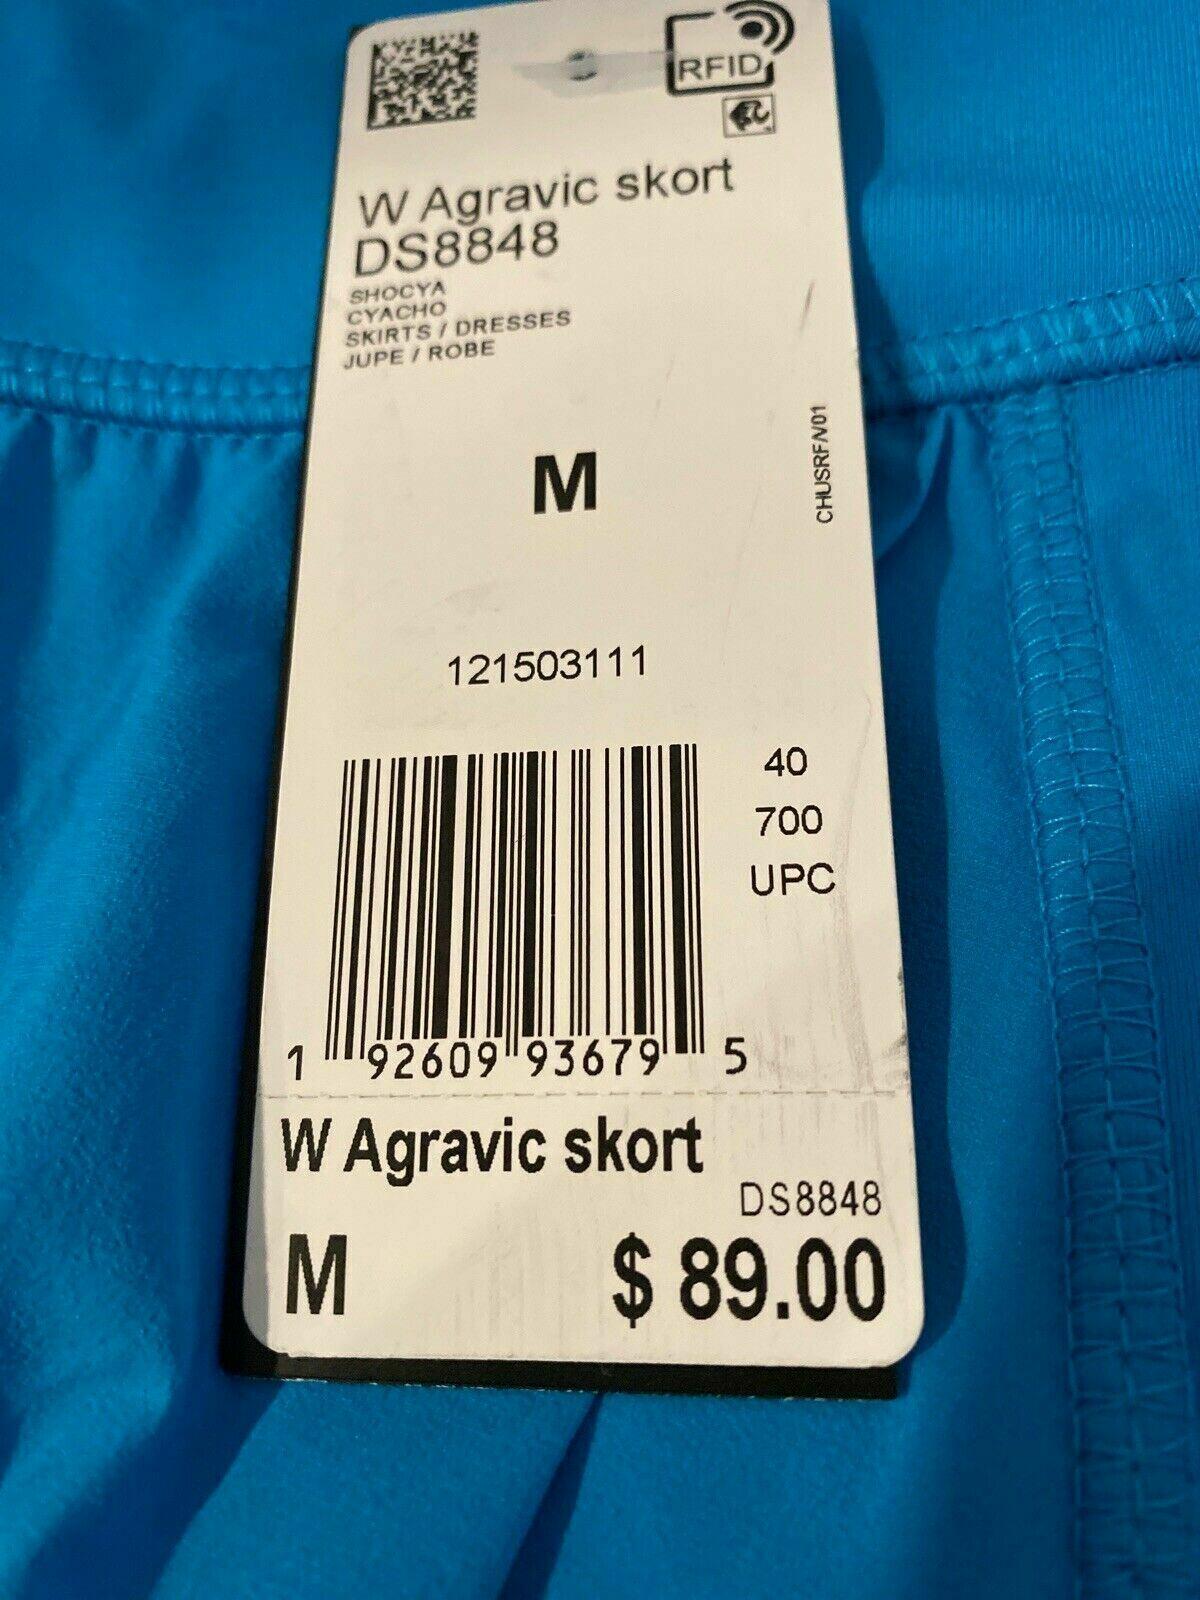 RFID
W Agravic skort
DS8848
SHOCYA
CYACHO
SKIRTS / DRESSES
JUPE / ROBE
M
CHUSRF/V01
121503111
40
700
UPC
1 92609 93679 5
W Agravic skort
DS8848
M $ 89.00